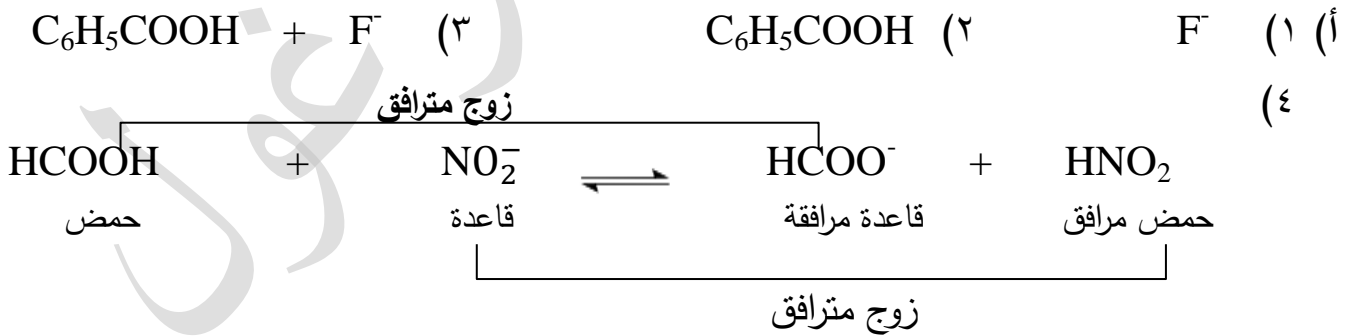 أ) ١) F⁻ ٢) C₆H₅COOH ٣) C₆H₅COOH + F⁻
٤)
زوج مترافق
HCOOH + N0₂⁻ ⇌ HCOO⁻ + HNO₂
حمض قاعدة قاعدة مرافقة حمض مرافق
زوج مترافق